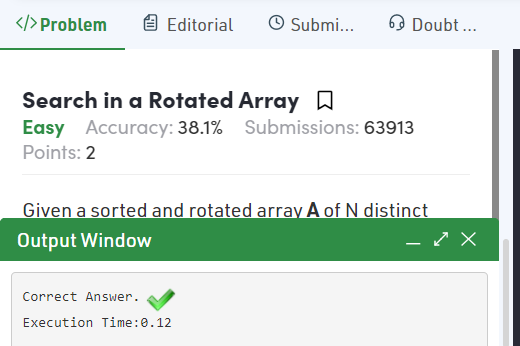 </>Problem Editorial Submi... Doubt ...
Search in a Rotated Array
Easy Accuracy: 38.1% Submissions: 63913
Points: 2
Given a sorted and rotated array A of N distinct
Output Window
Correct Answer.
Execution Time:0.12